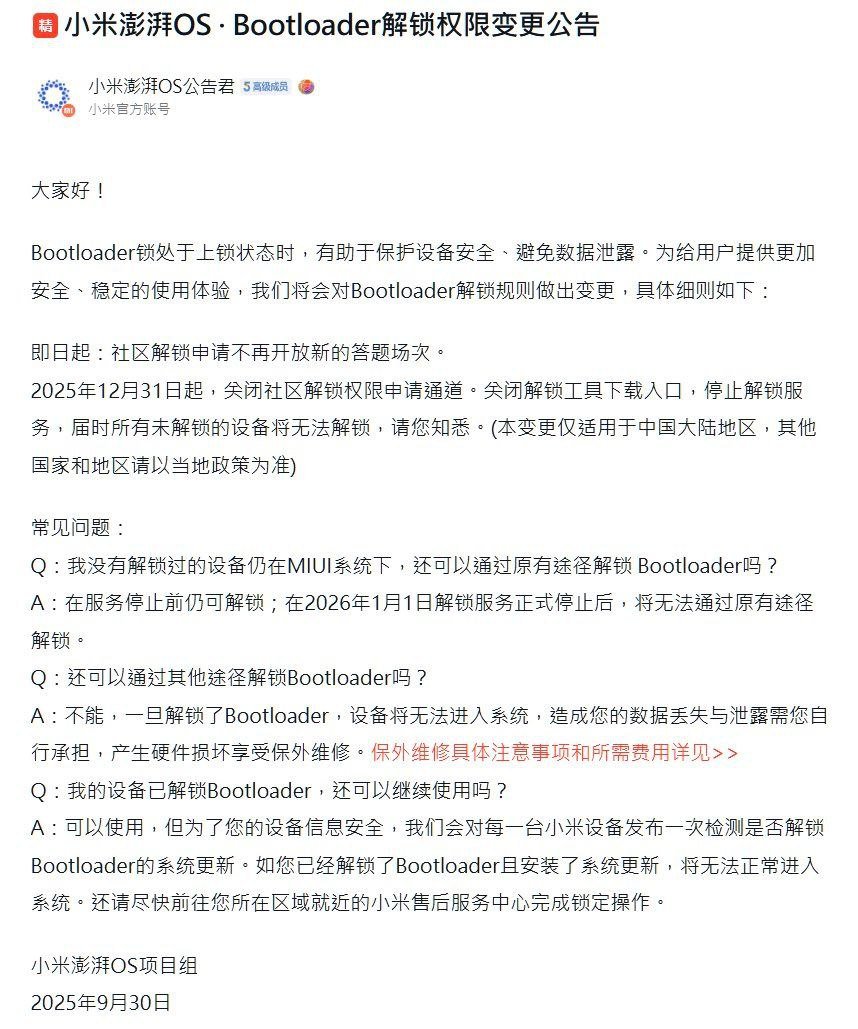 精 小米澎湃OS · Bootloader解锁权限变更公告
小米澎湃OS公告君 5 高级成员
小米官方账号
大家好！
Bootloader锁处于上锁状态时，有助于保护设备安全、避免数据泄露。为给用户提供更加
安全、稳定的使用体验，我们将会对Bootloader解锁规则做出变更，具体细则如下：
即日起：社区解锁申请不再开放新的答题场次。
2025年12月31日起，关闭社区解锁权限申请通道。关闭解锁工具下载入口，停止解锁服
务，届时所有未解锁的设备将无法解锁，请您知悉。(本变更仅适用于中国大陆地区，其他
国家和地区请以当地政策为准)
常见问题：
Q：我没有解锁过的设备仍在MIUI系统下，还可以通过原有途径解锁 Bootloader吗？
A：在服务停止前仍可解锁；在2026年1月1日解锁服务正式停止后，将无法通过原有途径
解锁。
Q：还可以通过其他途径解锁Bootloader吗？
A：不能，一旦解锁了Bootloader，设备将无法进入系统，造成您的数据丢失与泄露需您自
行承担，产生硬件损坏享受保外维修。保外维修具体注意事项和所需费用详见>>
Q：我的设备已解锁Bootloader，还可以继续使用吗？
A：可以使用，但为了您的设备信息安全，我们会对每一台小米设备发布一次检测是否解锁
Bootloader的系统更新。如您已经解锁了Bootloader且安装了系统更新，将无法正常进入
系统。还请尽快前往您所在区域就近的小米售后服务中心完成锁定操作。
小米澎湃OS项目组
2025年9月30日